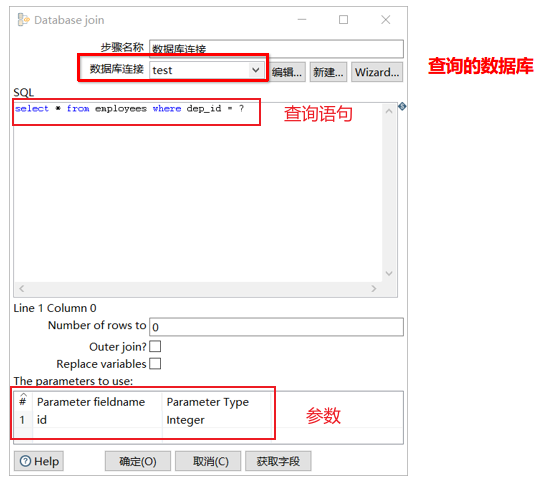 Database join
步骤名称 数据库连接
数据库连接 test 编辑... 新建... Wizard...
查询的数据库
SQL
select * from employees where dep_id = ?
查询语句
Line 1 Column 0
Number of rows to 0
Outer join?
Replace variables
The parameters to use:
# Parameter fieldname Parameter Type
1 id Integer
参数
Help 确定(O) 取消(C) 获取字段